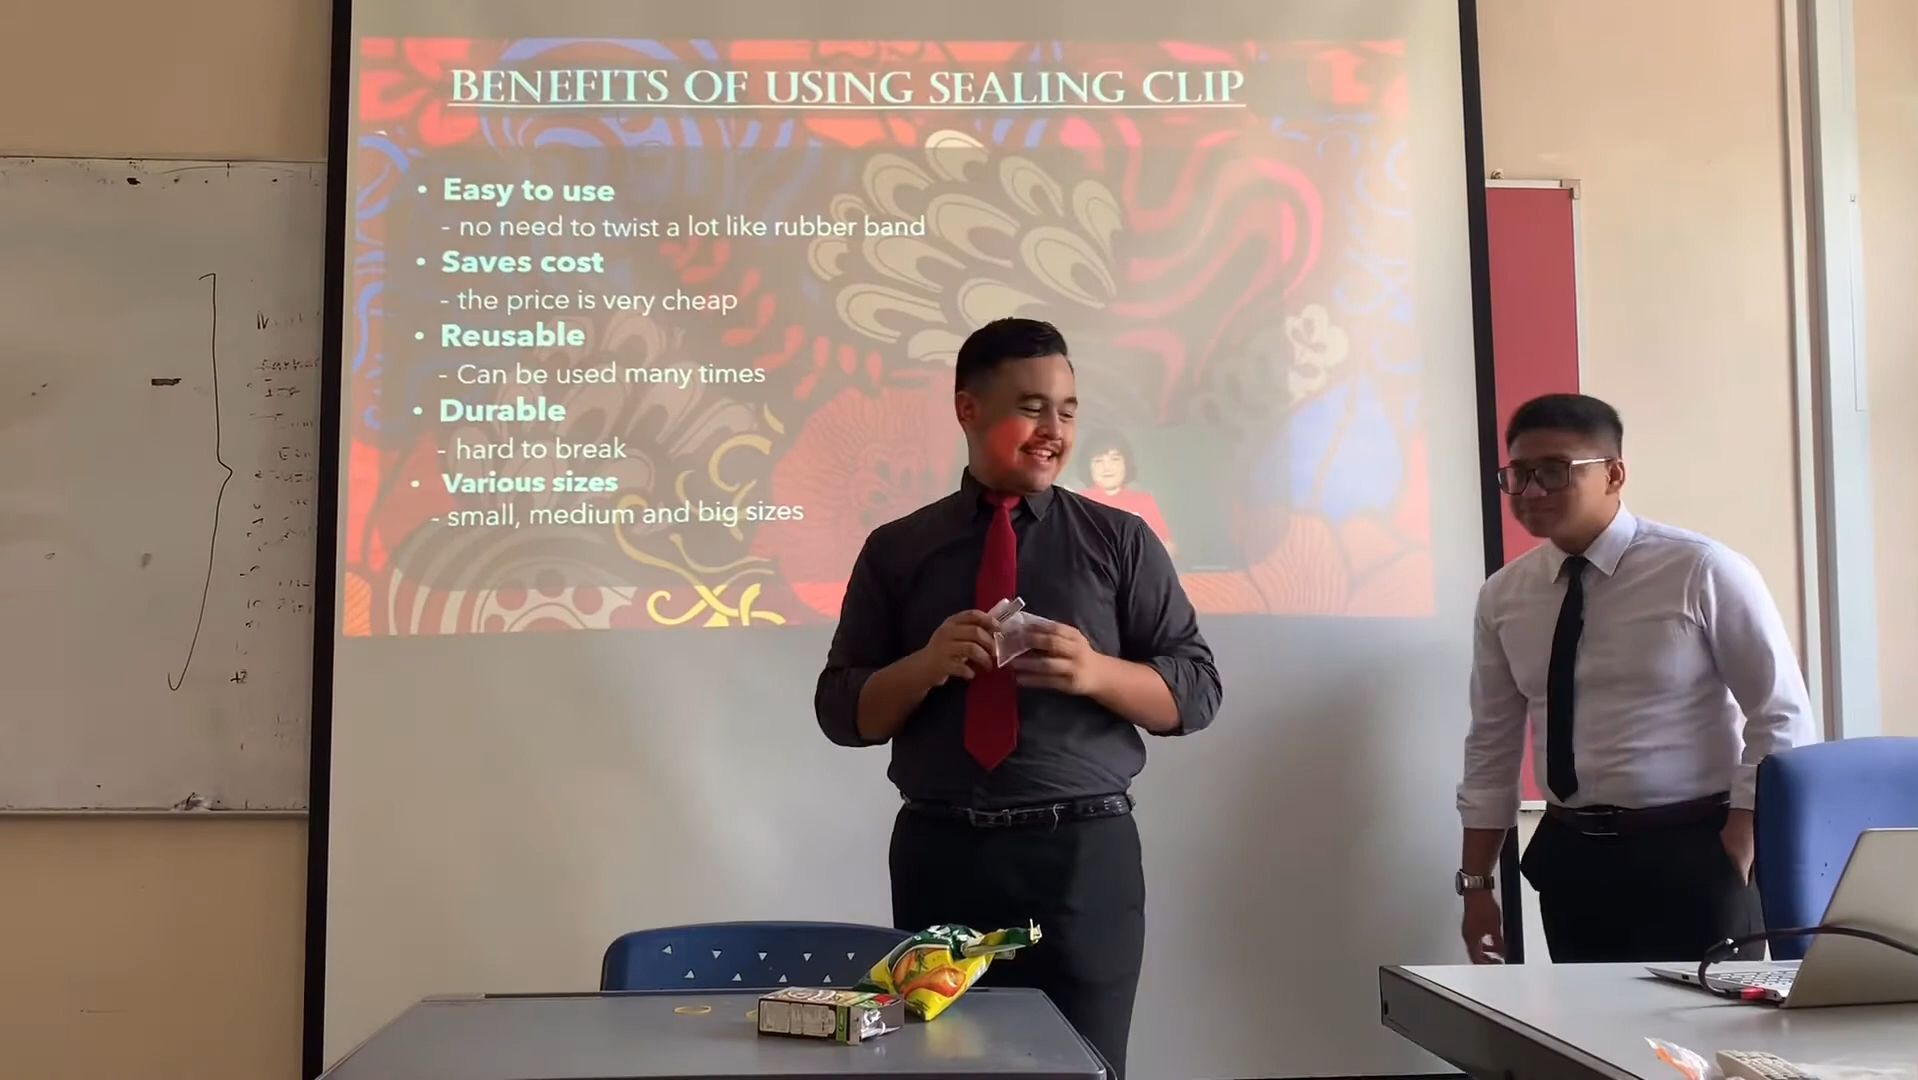 BENEFITS OF USING SEALING CLIP
• Easy to use
- no need to twist a lot like rubber band
• Saves cost
- the price is very cheap
• Reusable
- Can be used many times
• Durable
- hard to break
• Various sizes
- small, medium and big sizes